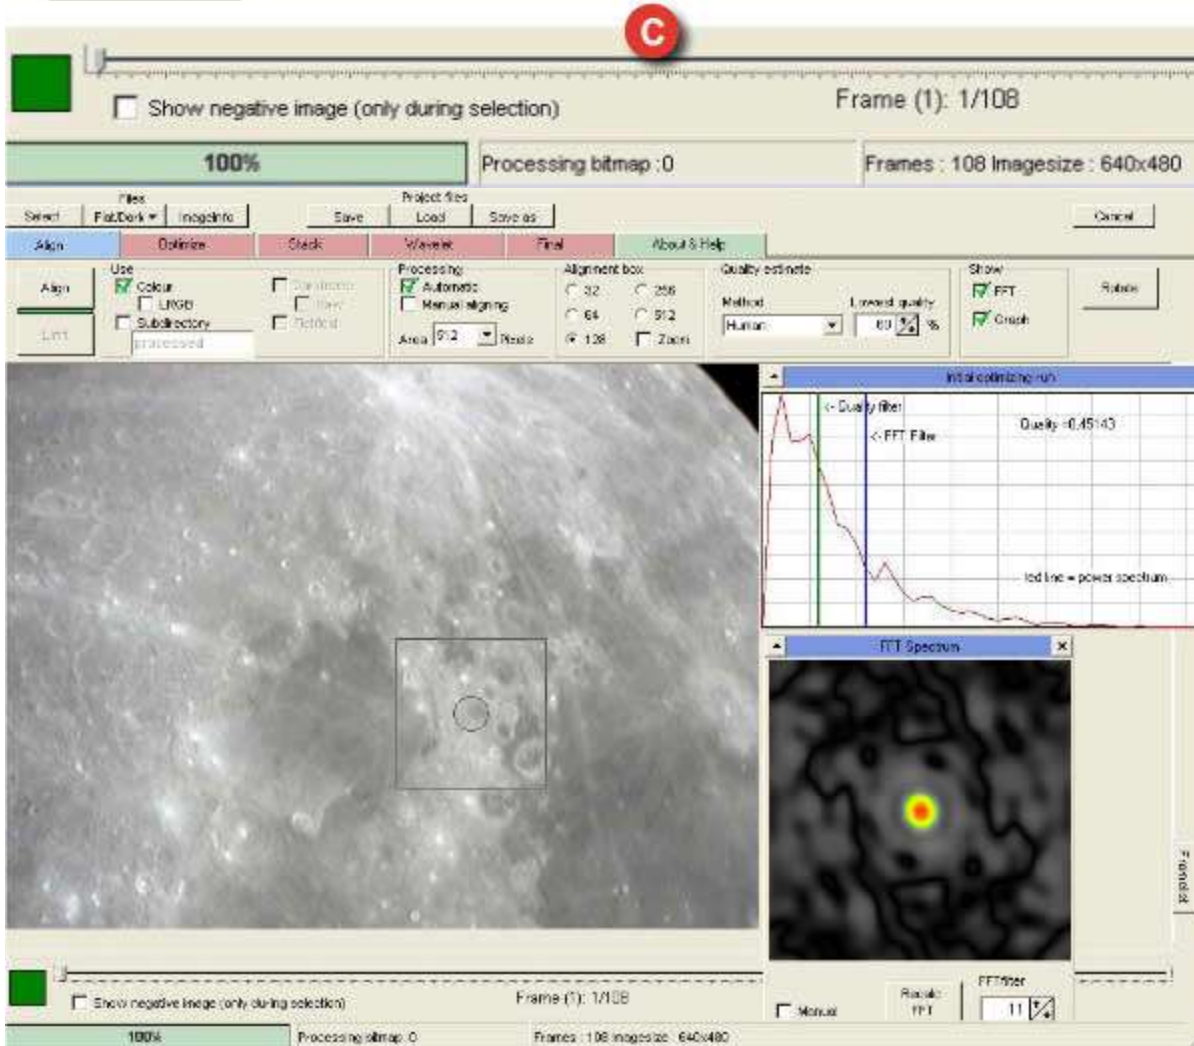 C
Show negative image (only during selection)
Frame (1): 1/108
100%
Processing bitmap :0
Frames : 108 Imagesize : 640x480
Files
Project files
Select
Flat/Dark
ImageInfo
Save
Load
Save as
Cancel
Align
Optimize
Stack
Wavelet
Final
About & Help
Use
Processing
Alignment box
Quality estimate
Show
Align
Colour
LRGB
Subdirectory
processed
Automatic
Manual aligning
Area 512 Pixels
32
256
64
512
128
Zoom
Method
Human
Lowest quality
%
FFT
Graph
Rotate
Initial optimizing run
<- Quality filter
<- FFT Filter
Quality =0,45143
red line = power spectrum
FFT Spectrum
Framelist
FFTfilter
Manual
Recalc FFT
11
Show negative image (only during selection)
Frame (1): 1/108
100%
Processing bitmap :0
Frames : 108 Imagesize : 640x480